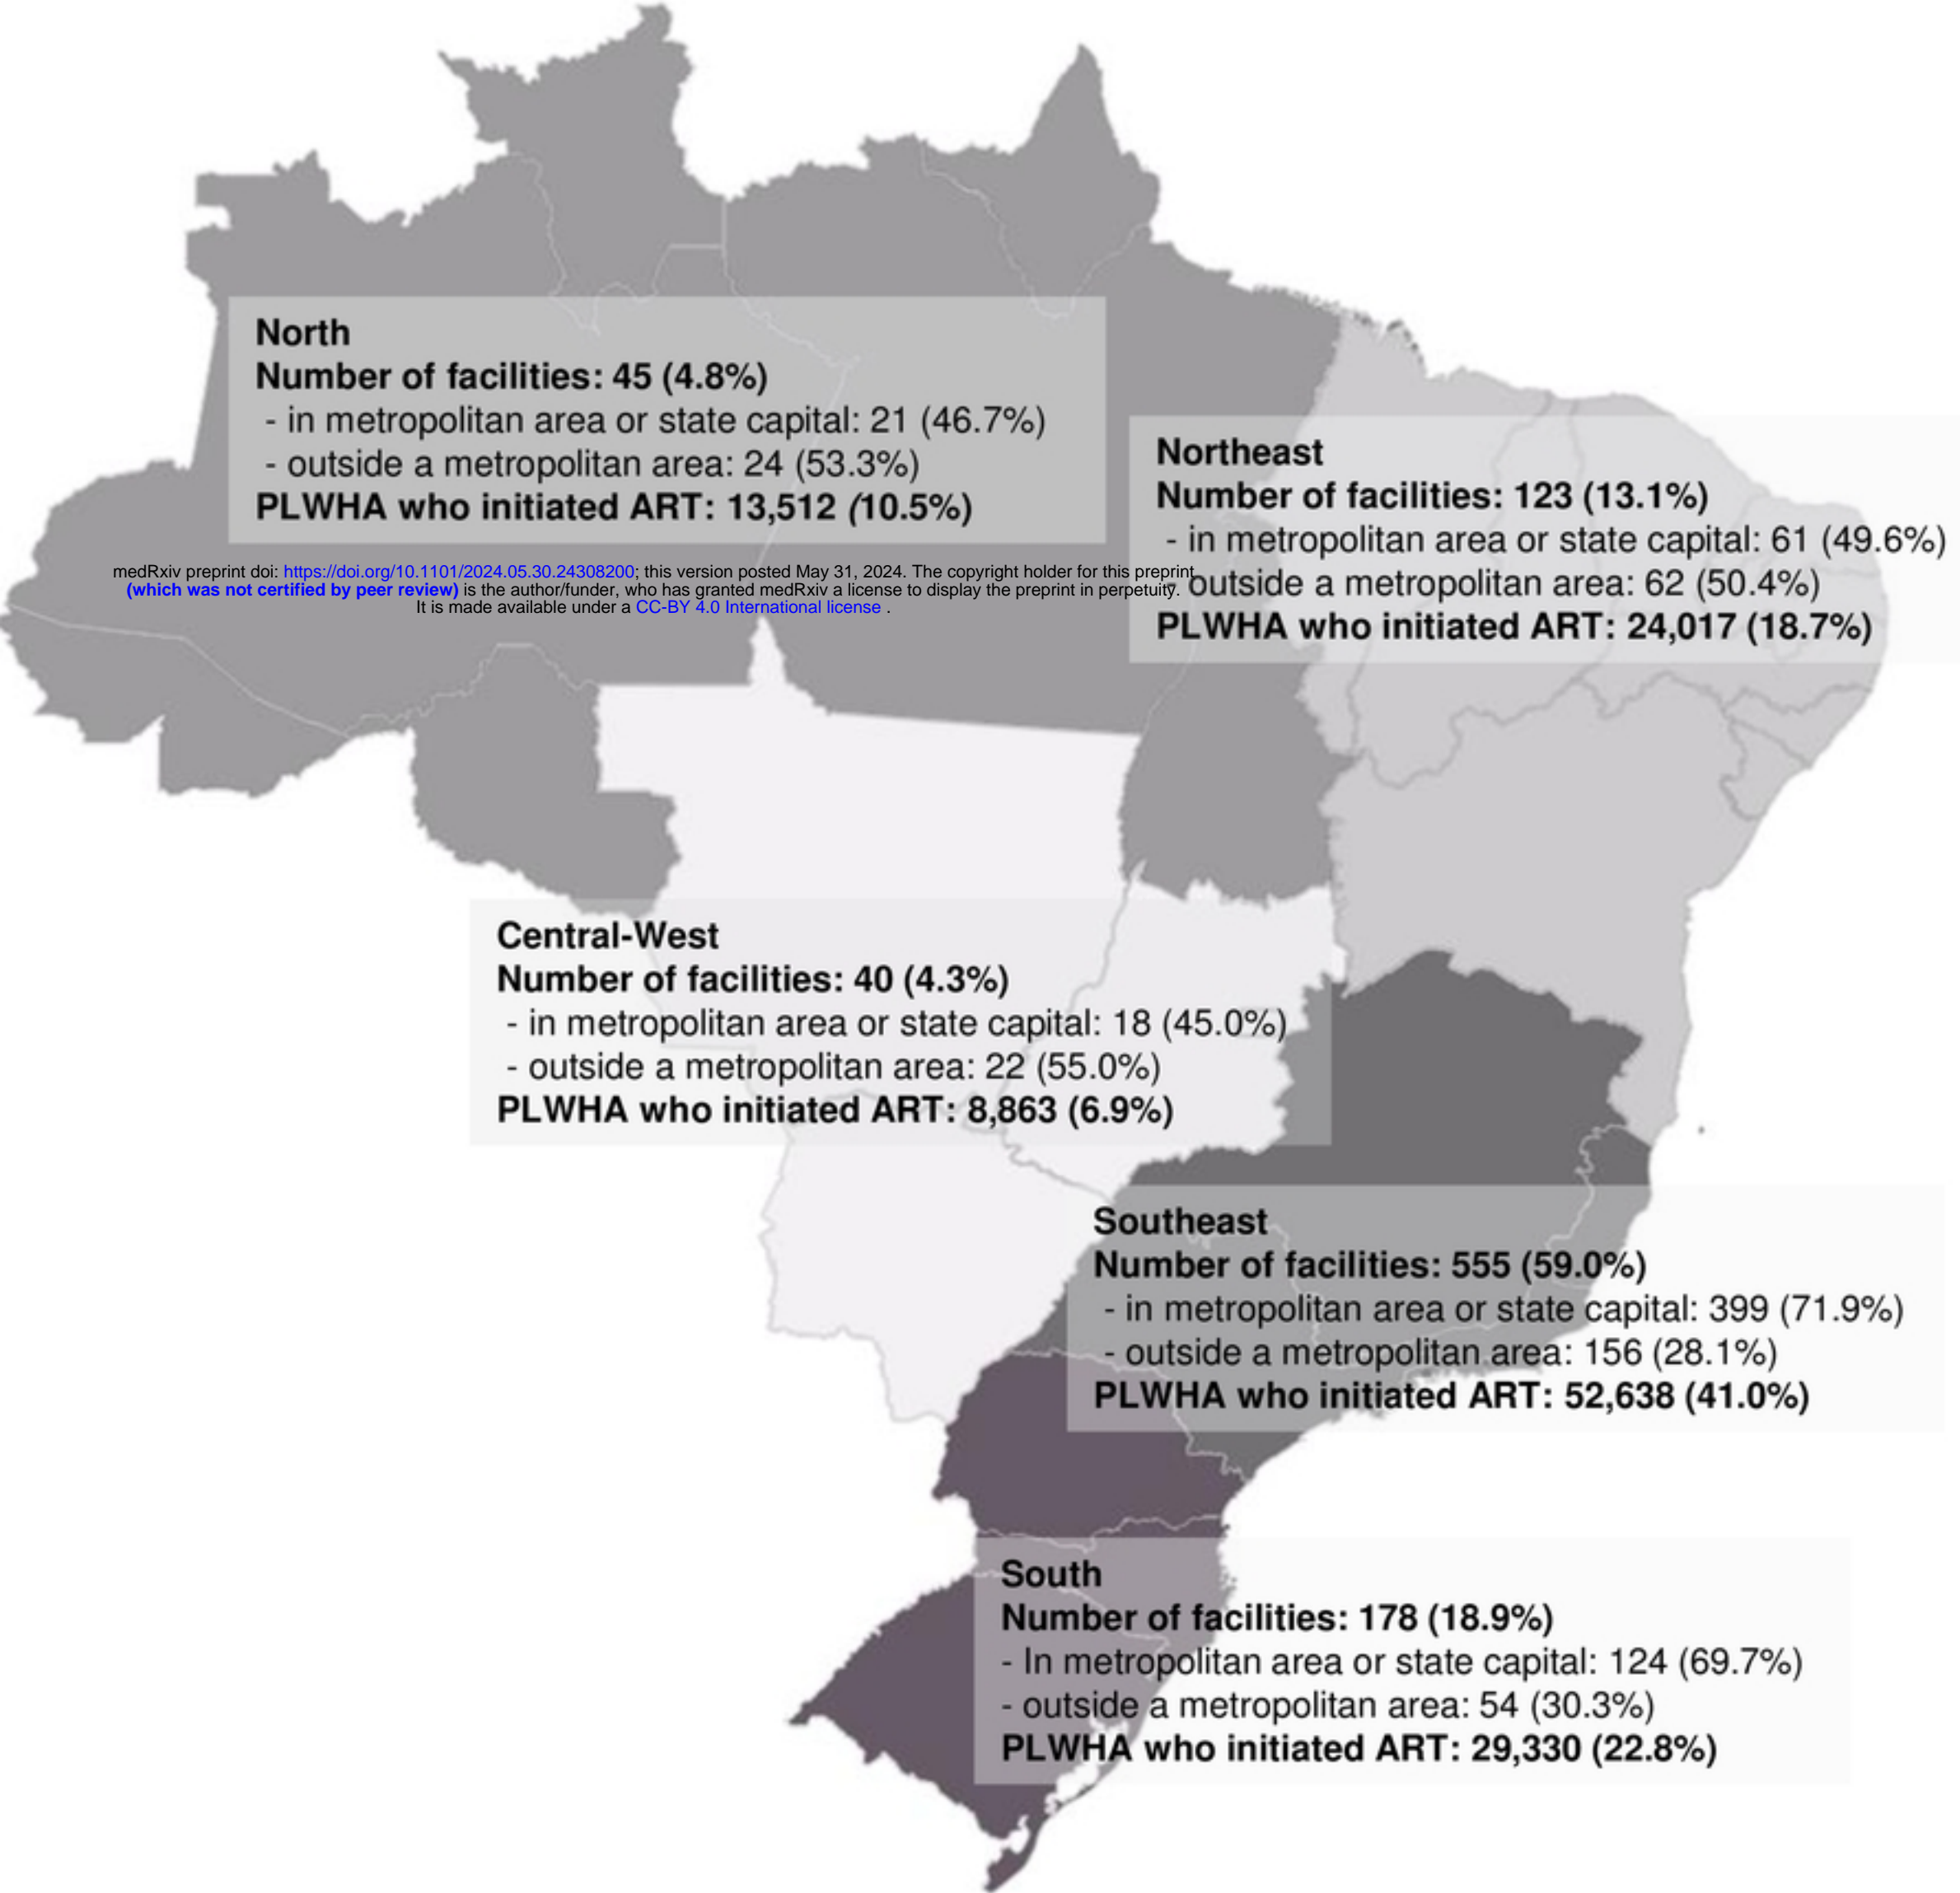 North
Number of facilities: 45 (4.8%)
- in metropolitan area or state capital: 21 (46.7%)
- outside a metropolitan area: 24 (53.3%)
PLWHA who initiated ART: 13,512 (10.5%)
Northeast
Number of facilities: 123 (13.1%)
- in metropolitan area or state capital: 61 (49.6%)
- outside a metropolitan area: 62 (50.4%)
PLWHA who initiated ART: 24,017 (18.7%)
medRxiv preprint doi: https://doi.org/10.1101/2024.05.30.24308200; this version posted May 31, 2024. The copyright holder for this preprint
(which was not certified by peer review) is the author/funder, who has granted medRxiv a license to display the preprint in perpetuity.
It is made available under a CC-BY 4.0 International license .
Central-West
Number of facilities: 40 (4.3%)
- in metropolitan area or state capital: 18 (45.0%)
- outside a metropolitan area: 22 (55.0%)
PLWHA who initiated ART: 8,863 (6.9%)
Southeast
Number of facilities: 555 (59.0%)
- in metropolitan area or state capital: 399 (71.9%)
- outside a metropolitan area: 156 (28.1%)
PLWHA who initiated ART: 52,638 (41.0%)
South
Number of facilities: 178 (18.9%)
- In metropolitan area or state capital: 124 (69.7%)
- outside a metropolitan area: 54 (30.3%)
PLWHA who initiated ART: 29,330 (22.8%)